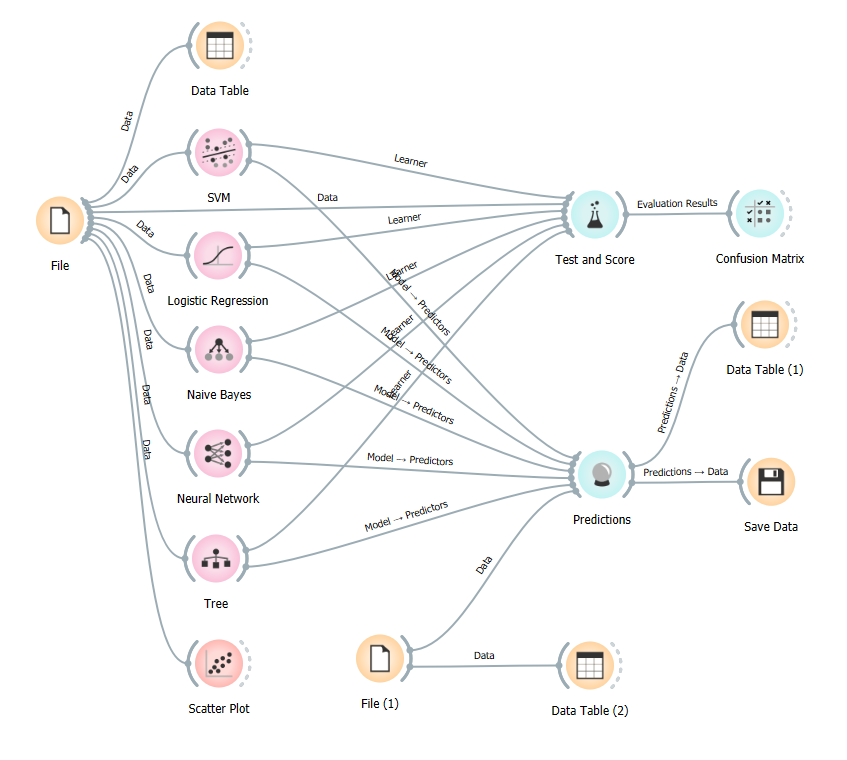 Data Table
Data
SVM
Data
Learner
Data
File
Data
Learner
Test and Score
Evaluation Results
Confusion Matrix
Logistic Regression
Data
Learner
Model → Predictors
Naive Bayes
Data
Learner
Model → Predictors
Data Table (1)
Predictions → Data
Learner
Model → Predictors
Data
Neural Network
Model → Predictors
Predictions
Predictions → Data
Save Data
Data
Tree
Model → Predictors
Data
Scatter Plot
File (1)
Data
Data Table (2)